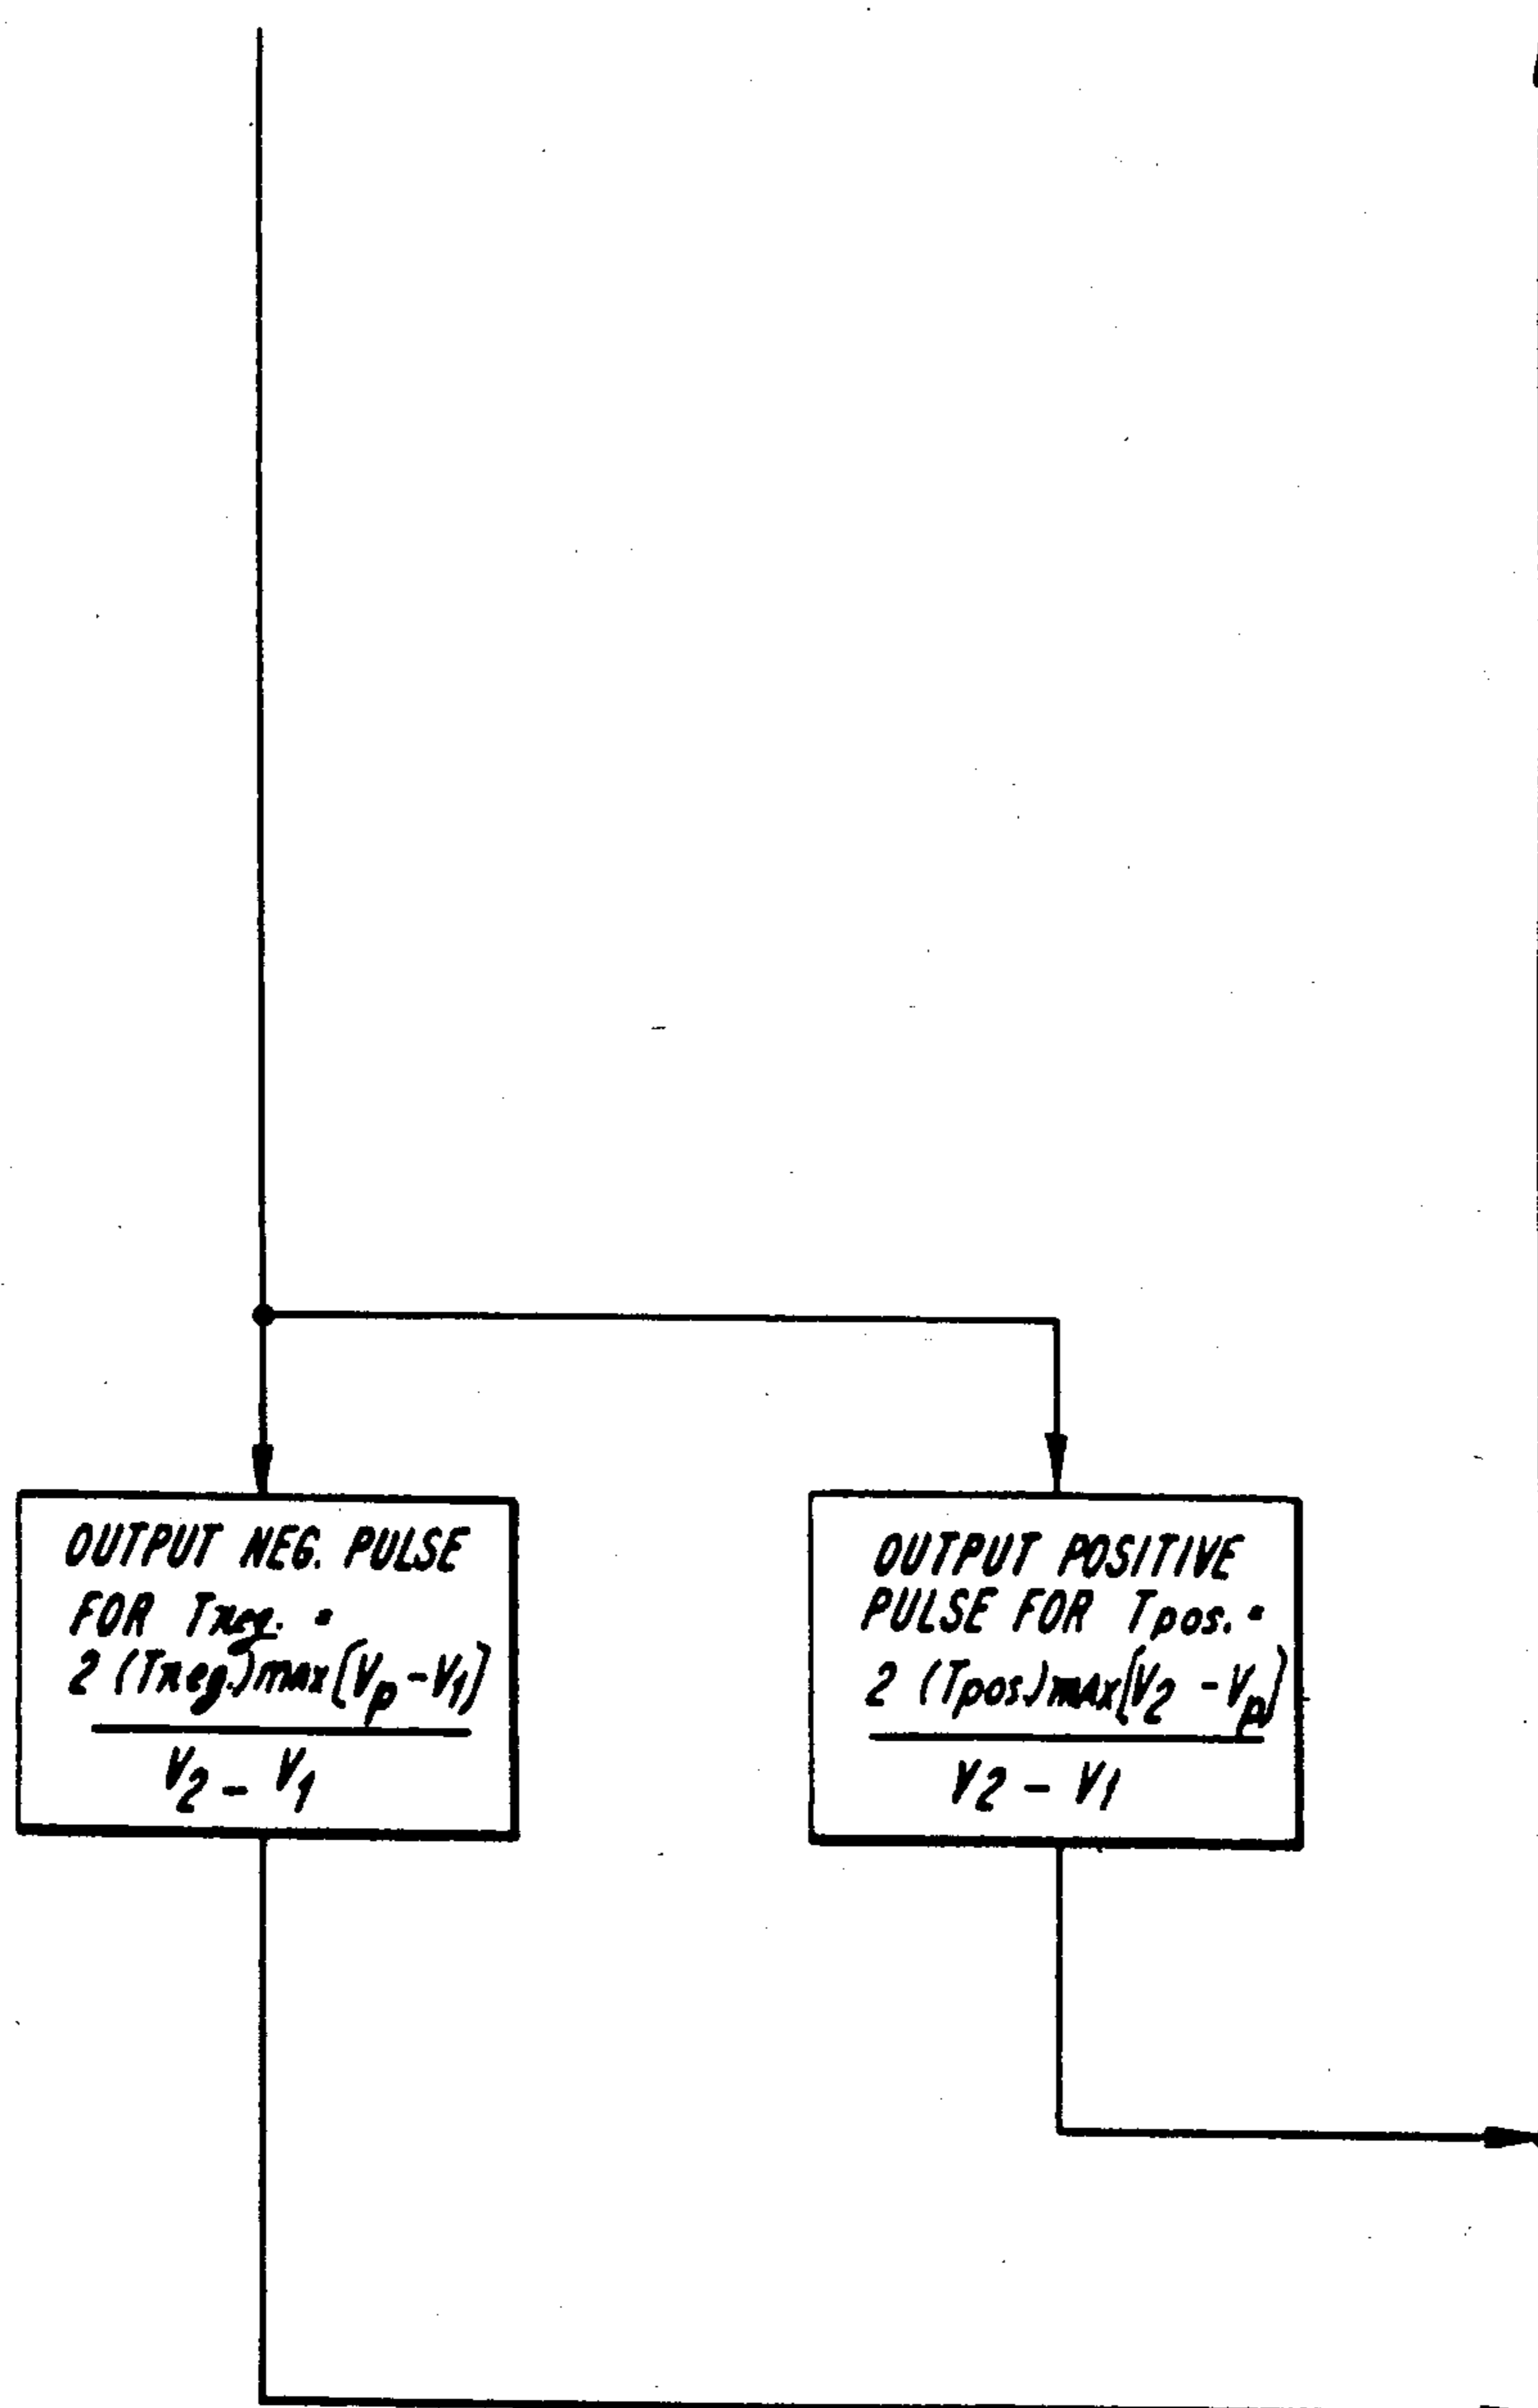 OUTPUT NEG. PULSE
FOR Tneg. =
2 (Tneg.)max(Vp-V1)
V2 - V1
OUTPUT POSITIVE
PULSE FOR Tpos. =
2 (Tpos.)max(V2 -Vp)
V2 - V1